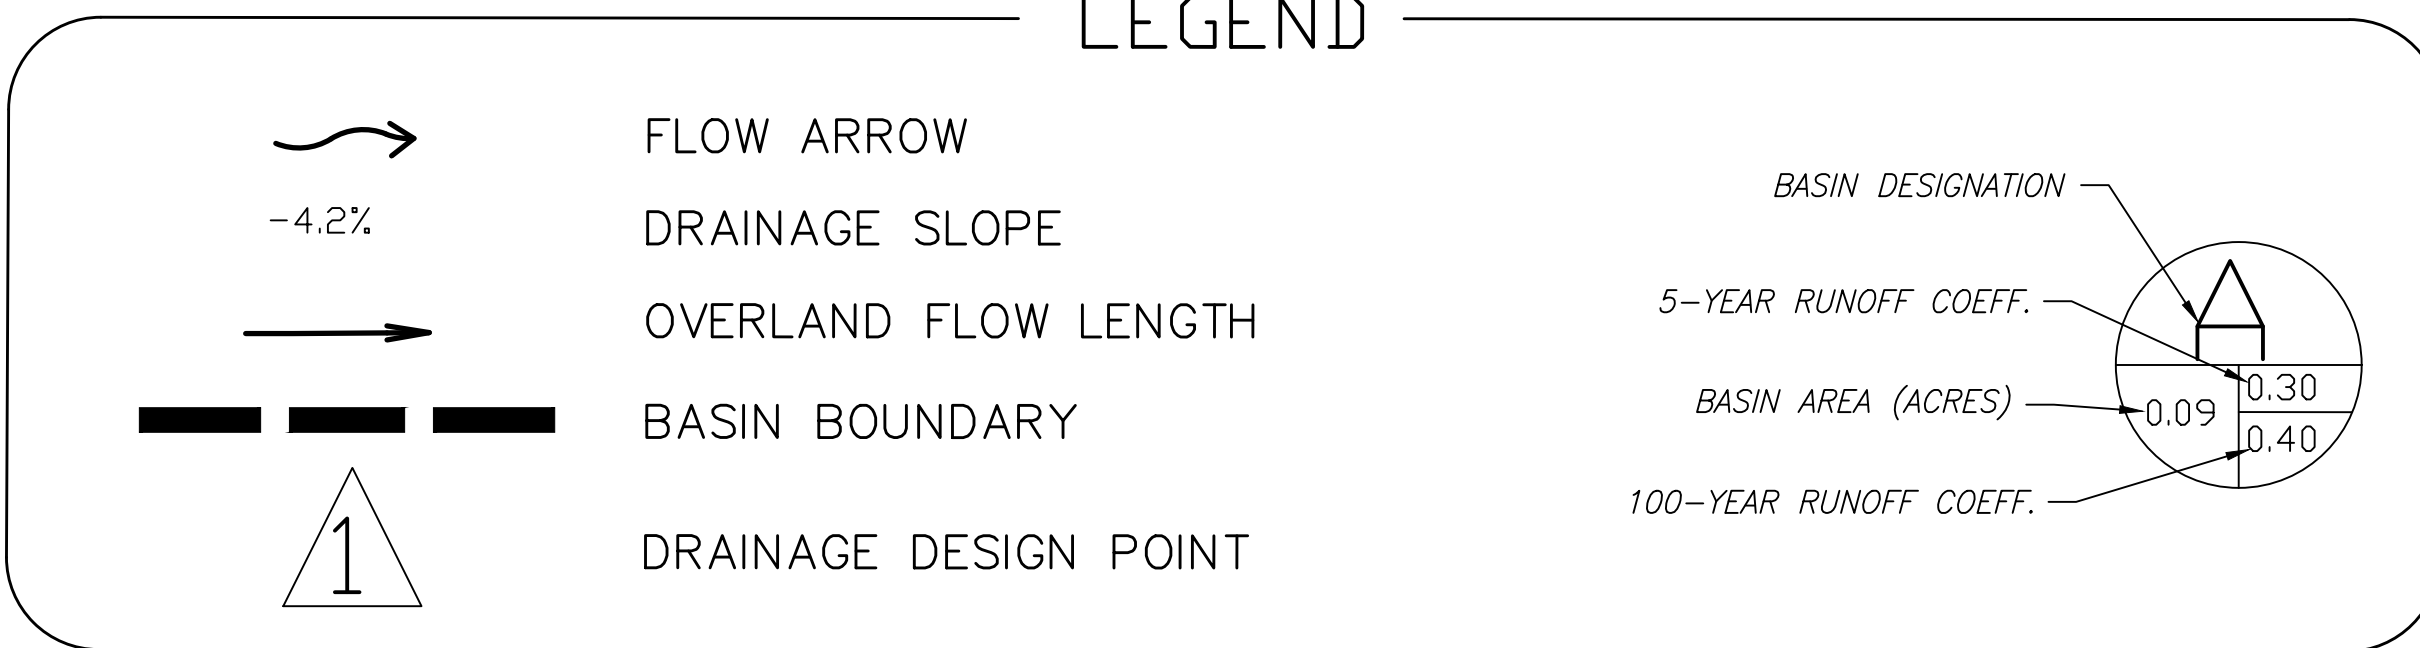 LEGEND
FLOW ARROW
-4.2%
DRAINAGE SLOPE
OVERLAND FLOW LENGTH
BASIN BOUNDARY
1
DRAINAGE DESIGN POINT
BASIN DESIGNATION
A
5-YEAR RUNOFF COEFF.
0.30
BASIN AREA (ACRES)
0.09
0.40
100-YEAR RUNOFF COEFF.